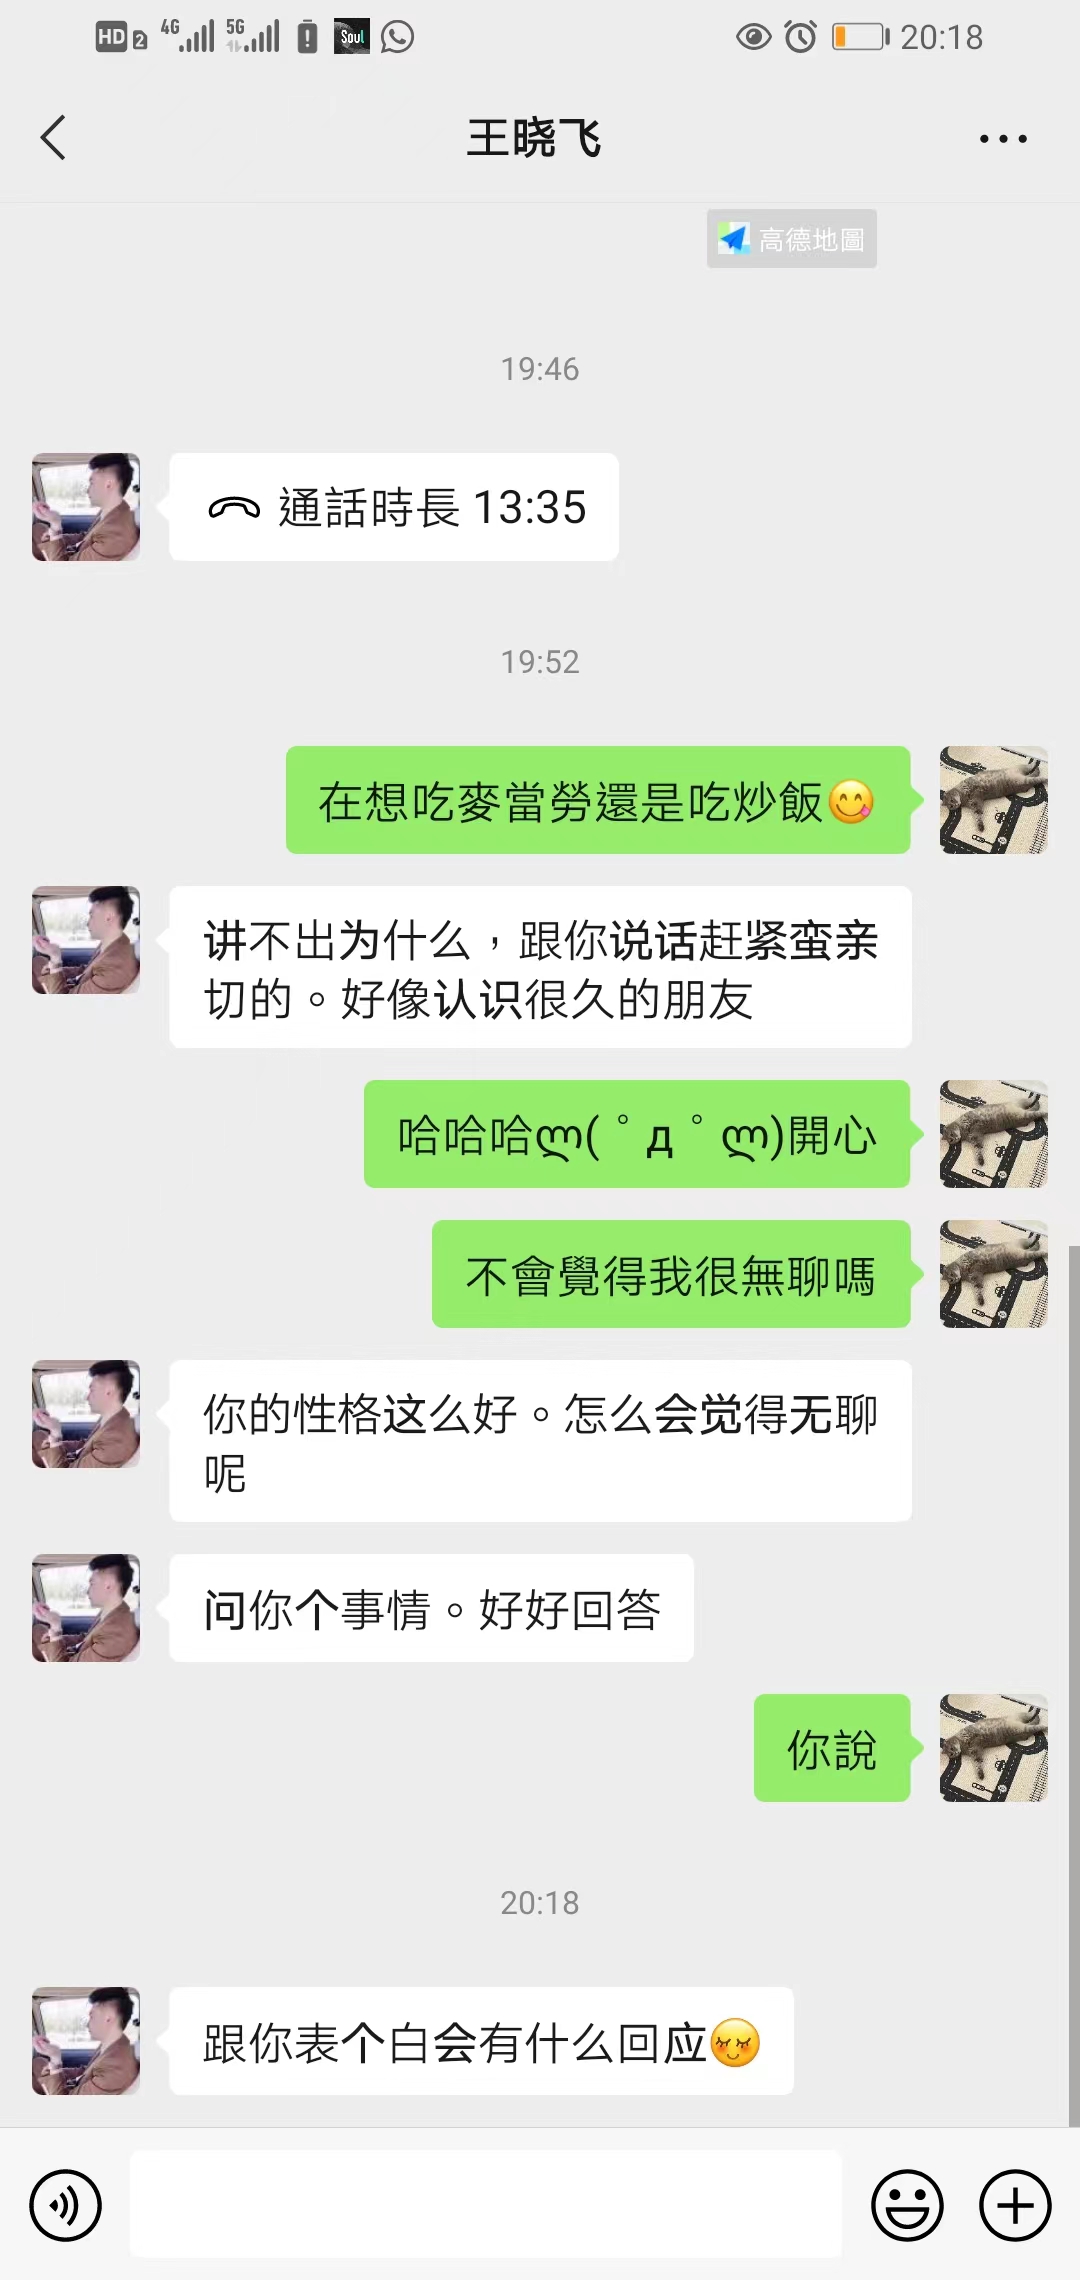 HD 2 4G 5G Soul 20:18
王晓飞
高德地圖
19:46
通話時長 13:35
19:52
在想吃麥當勞還是吃炒飯😋
讲不出为什么，跟你说话赶紧蛮亲
切的。好像认识很久的朋友
哈哈哈ლ(゜д゜ლ)開心
不會覺得我很無聊嗎
你的性格这么好。怎么会觉得无聊
呢
问你个事情。好好回答
你說
20:18
跟你表个白会有什么回应😚